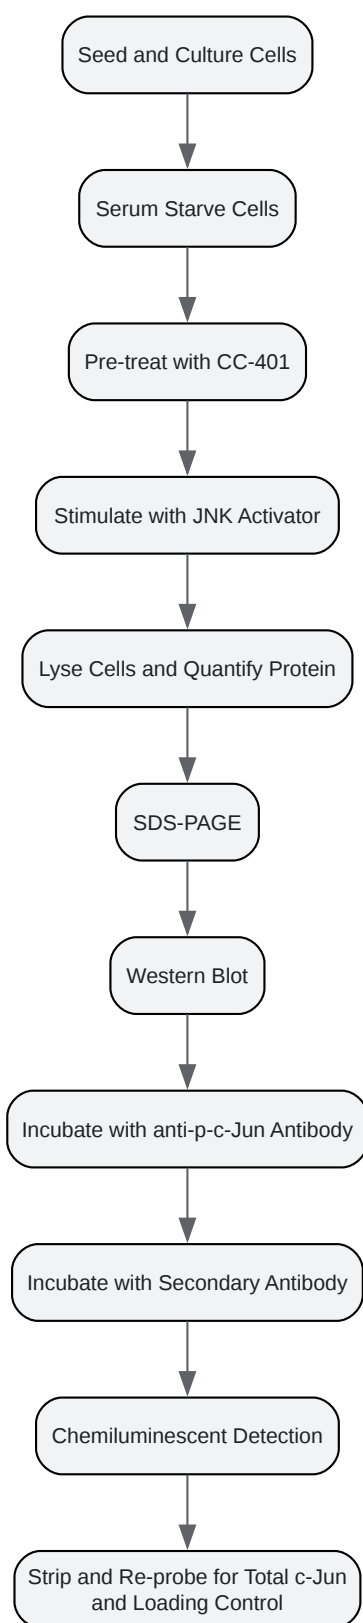 Seed and Culture Cells
Serum Starve Cells
Pre-treat with CC-401
Stimulate with JNK Activator
Lyse Cells and Quantify Protein
SDS-PAGE
Western Blot
Incubate with anti-p-c-Jun Antibody
Incubate with Secondary Antibody
Chemiluminescent Detection
Strip and Re-probe for Total c-Jun
and Loading Control